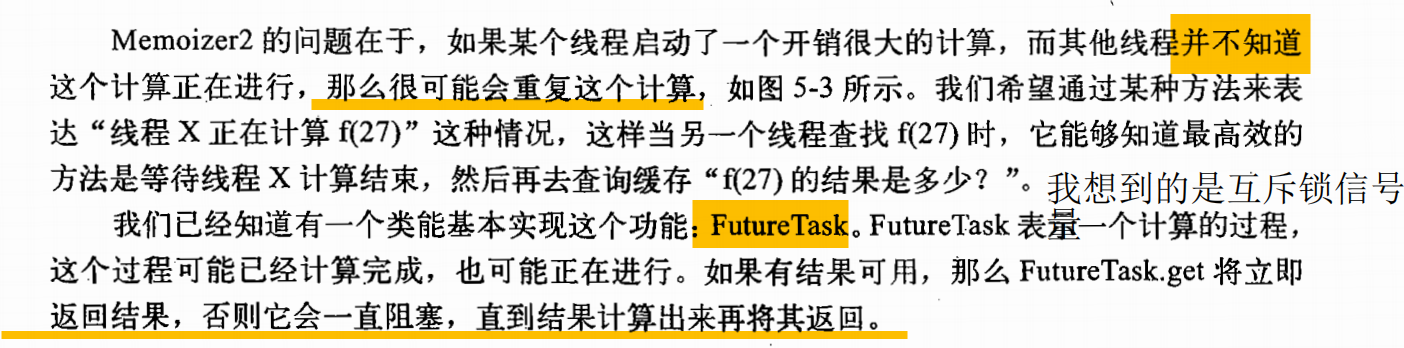 Memoizer2 的问题在于，如果某个线程启动了一个开销很大的计算，而其他线程并不知道
这个计算正在进行，那么很可能会重复这个计算，如图 5-3 所示。我们希望通过某种方法来表
达“线程 X 正在计算 f(27)”这种情况，这样当另一个线程查找 f(27) 时，它能够知道最高效的
方法是等待线程 X 计算结束，然后再去查询缓存“f(27) 的结果是多少？”。
我想到的是互斥锁信号
量
我们已经知道有一个类能基本实现这个功能：FutureTask。FutureTask 表示一个计算的过程，
这个过程可能已经计算完成，也可能正在进行。如果有结果可用，那么 FutureTask.get 将立即
返回结果，否则它会一直阻塞，直到结果计算出来再将其返回。